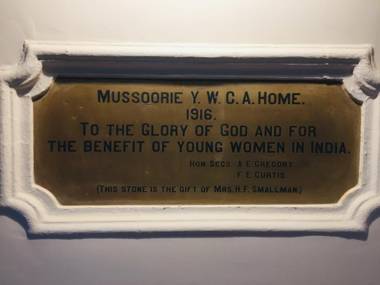 MUSSOORIE Y. W. C. A. HOME.
1916.
TO THE GLORY OF GOD AND FOR
THE BENEFIT OF YOUNG WOMEN IN INDIA.
HON SECS. A. E. GREGORY.
F. E. CURTIS.
(THIS STONE IS THE GIFT OF MRS. H. F. SMALLMAN)